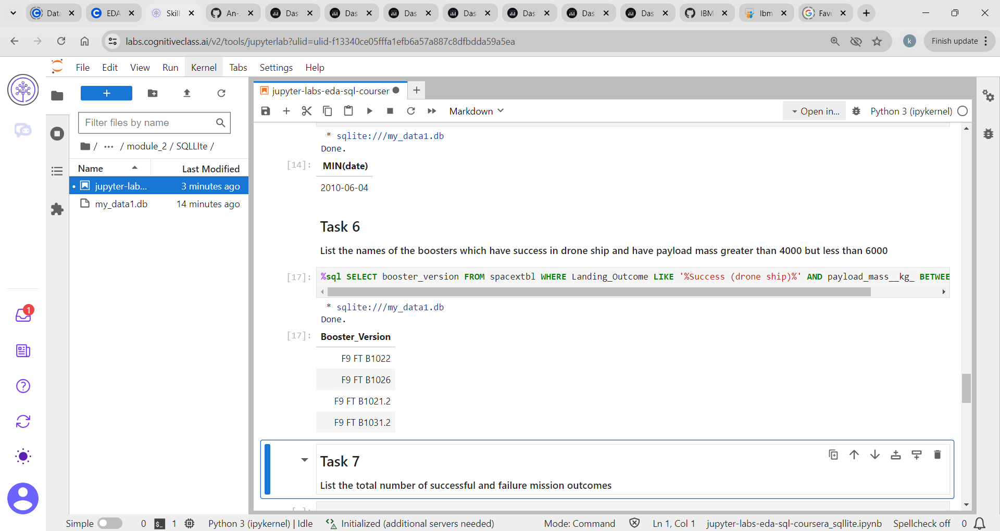 Dat
EDA
Skill
An-
Das
Das
Das
Das
Das
Das
Das
IBM
Ibm
Fav
labs.cognitiveclass.ai/v2/tools/jupyterlab?ulid=ulid-f13340ce05fffa1efb6a57a887c8dfbdda59a5ea
k
Finish update
File Edit View Run Kernel Tabs Settings Help
jupyter-labs-eda-sql-courser
Markdown
Open in...
Python 3 (ipykernel)
Filter files by name
/ ... / module_2 / SQLLIte /
Name Last Modified
jupyter-lab... 3 minutes ago
my_data1.db 14 minutes ago
* sqlite:///my_data1.db
Done.
[14]: MIN(date)
2010-06-04
Task 6
List the names of the boosters which have success in drone ship and have payload mass greater than 4000 but less than 6000
[17]: %sql SELECT booster_version FROM spacextbl WHERE Landing_Outcome LIKE '%Success (drone ship)%' AND payload_mass__kg_ BETWEE
* sqlite:///my_data1.db
Done.
[17]: Booster_Version
F9 FT B1022
F9 FT B1026
F9 FT B1021.2
F9 FT B1031.2
1
Task 7
List the total number of successful and failure mission outcomes
Simple 0 $_ 1 Python 3 (ipykernel) | Idle Initialized (additional servers needed) Mode: Command Ln 1, Col 1 jupyter-labs-eda-sql-coursera_sqllite.ipynb Spellcheck off 0